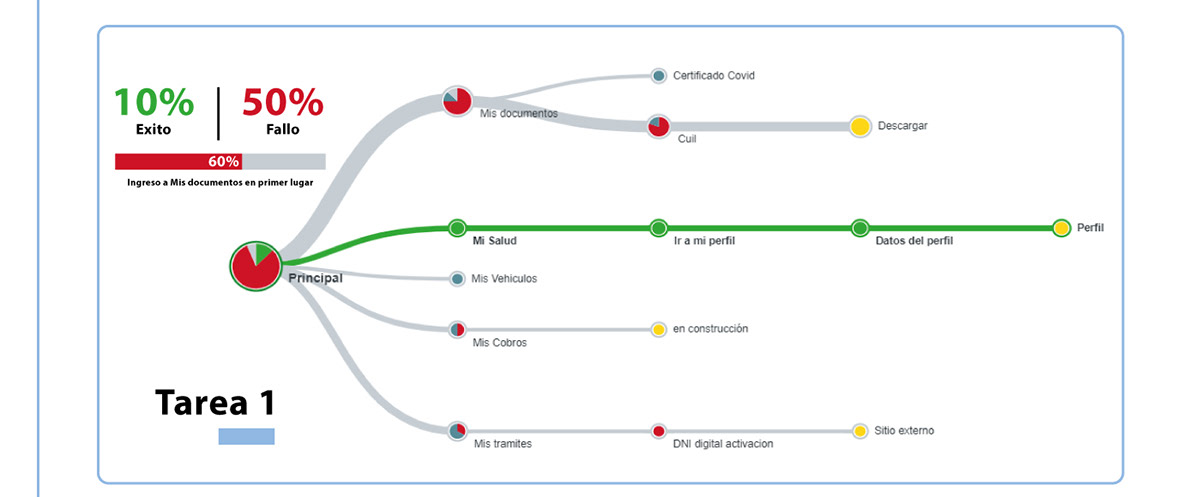 10%
Exito
50%
Fallo
60%
Ingreso a Mis documentos en primer lugar
Certificado Covid
Mis documentos
Cuil
Descargar
Mi Salud
Ir a mi perfil
Datos del perfil
Perfil
Principal
Mis Vehiculos
Mis Cobros
en construcción
Tarea 1
Mis tramites
DNI digital activacion
Sitio externo